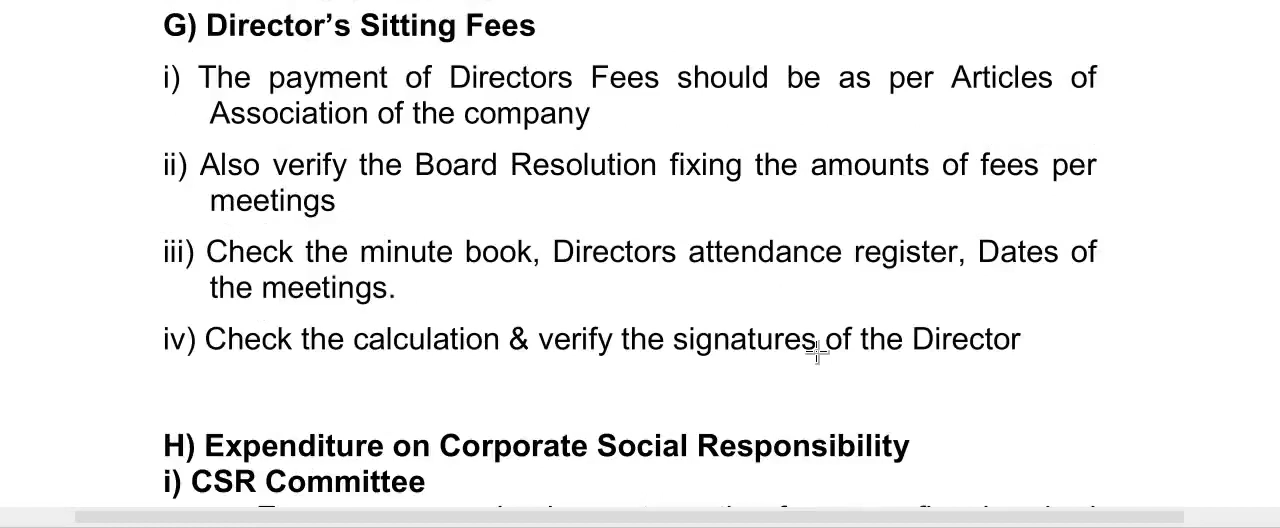 G) Director’s Sitting Fees
i) The payment of Directors Fees should be as per Articles of
Association of the company
ii) Also verify the Board Resolution fixing the amounts of fees per
meetings
iii) Check the minute book, Directors attendance register, Dates of
the meetings.
iv) Check the calculation & verify the signatures of the Director
H) Expenditure on Corporate Social Responsibility
i) CSR Committee